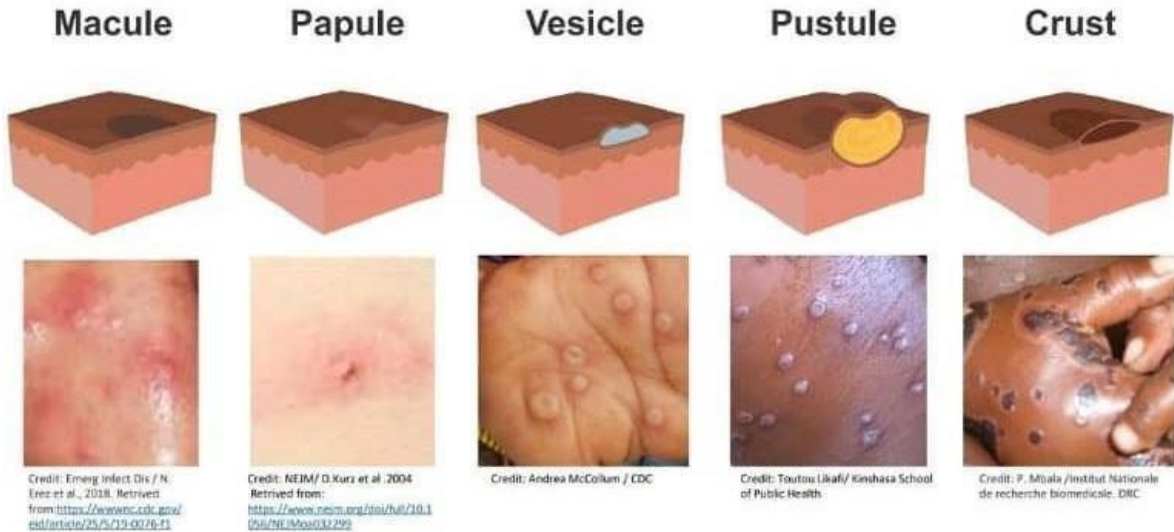 Macule
Papule
Vesicle
Pustule
Crust
Credit: Emerg Infect Dis / N.
Erez et al., 2018. Retrived
from:https://wwwnc.cdc.gov/
eid/article/25/5/19-0076-f1
Credit: NEJM/ D.Kurz et al .2004
Retrived from:
https://www.nejm.org/doi/full/10.1
056/NEJMoa032299
Credit: Andrea McCollum / CDC
Credit: Toutou Likafi/ Kinshasa School
of Public Health
Credit: P. Mbala /Institut Nationale
de recherche biomedicale. DRC